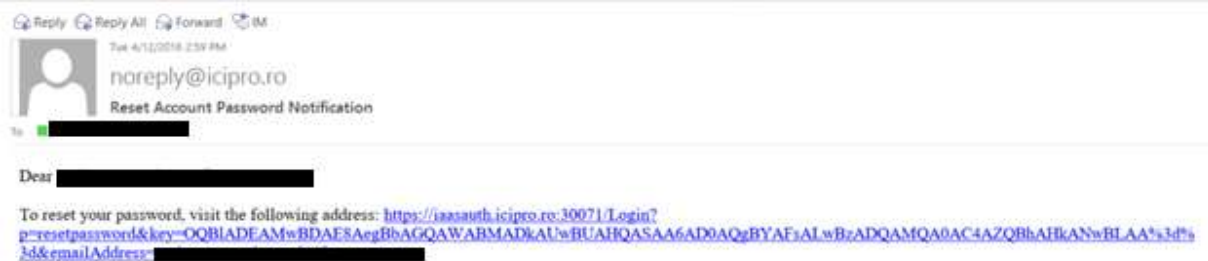 Reply Reply All Forward IM
Tue 4/12/2016 2:59 PM
noreply@icipro.ro
Reset Account Password Notification
To
Dear
To reset your password, visit the following address: https://iaasauth.icipro.ro:30071/Login?
p=resetpassword&key=
3d&emailAddress=